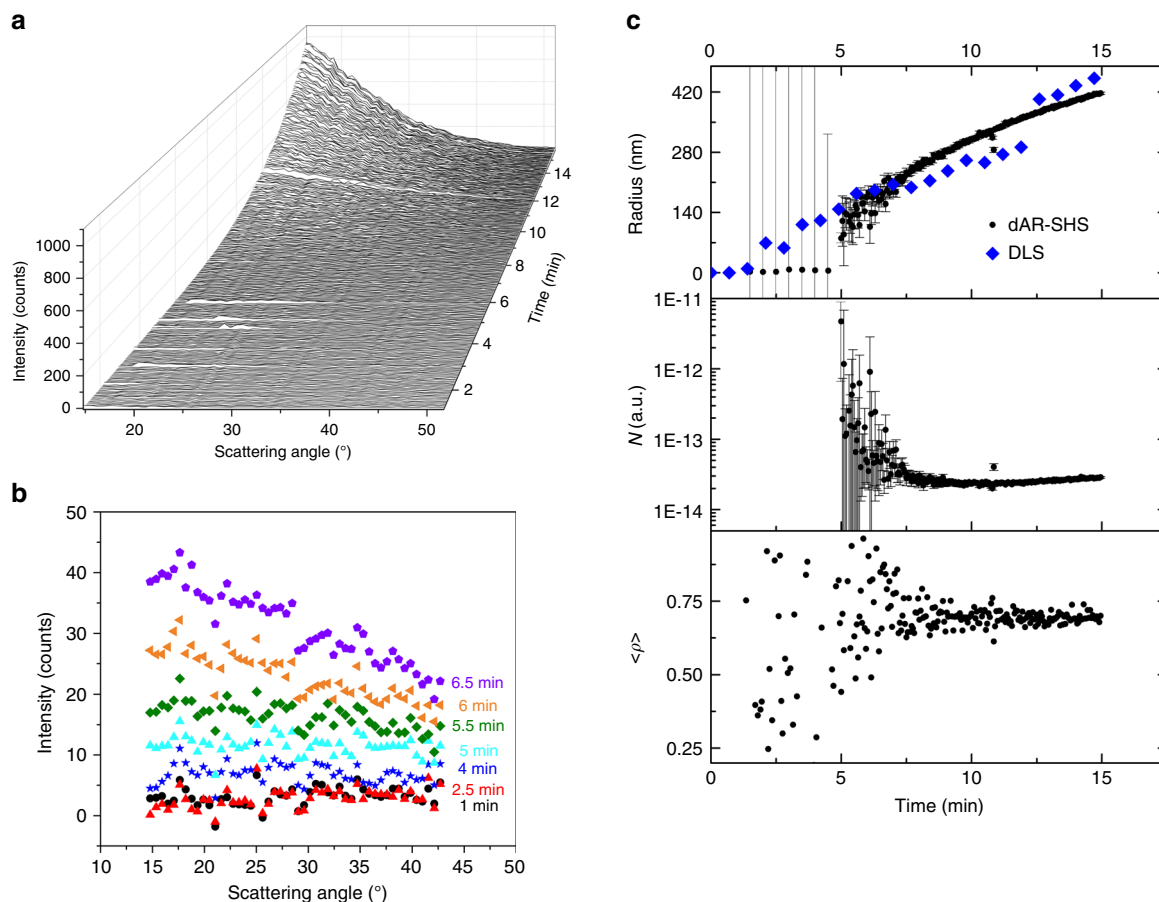 a
1000
800
600
400
200
0
Intensity (counts)
20
30
40
50
Scattering angle (°)
2
4
6
8
10
12
14
Time (min)
b
50
40
30
20
10
0
Intensity (counts)
6.5 min
6 min
5.5 min
5 min
4 min
2.5 min
1 min
10 15 20 25 30 35 40 45 50
Scattering angle (°)
c
0 5 10 15
420
280
140
0
Radius (nm)
dAR-SHS
DLS
1E-11
1E-12
1E-13
1E-14
N (a.u.)
0.75
0.50
0.25
<ρ>
0 5 10 15
Time (min)